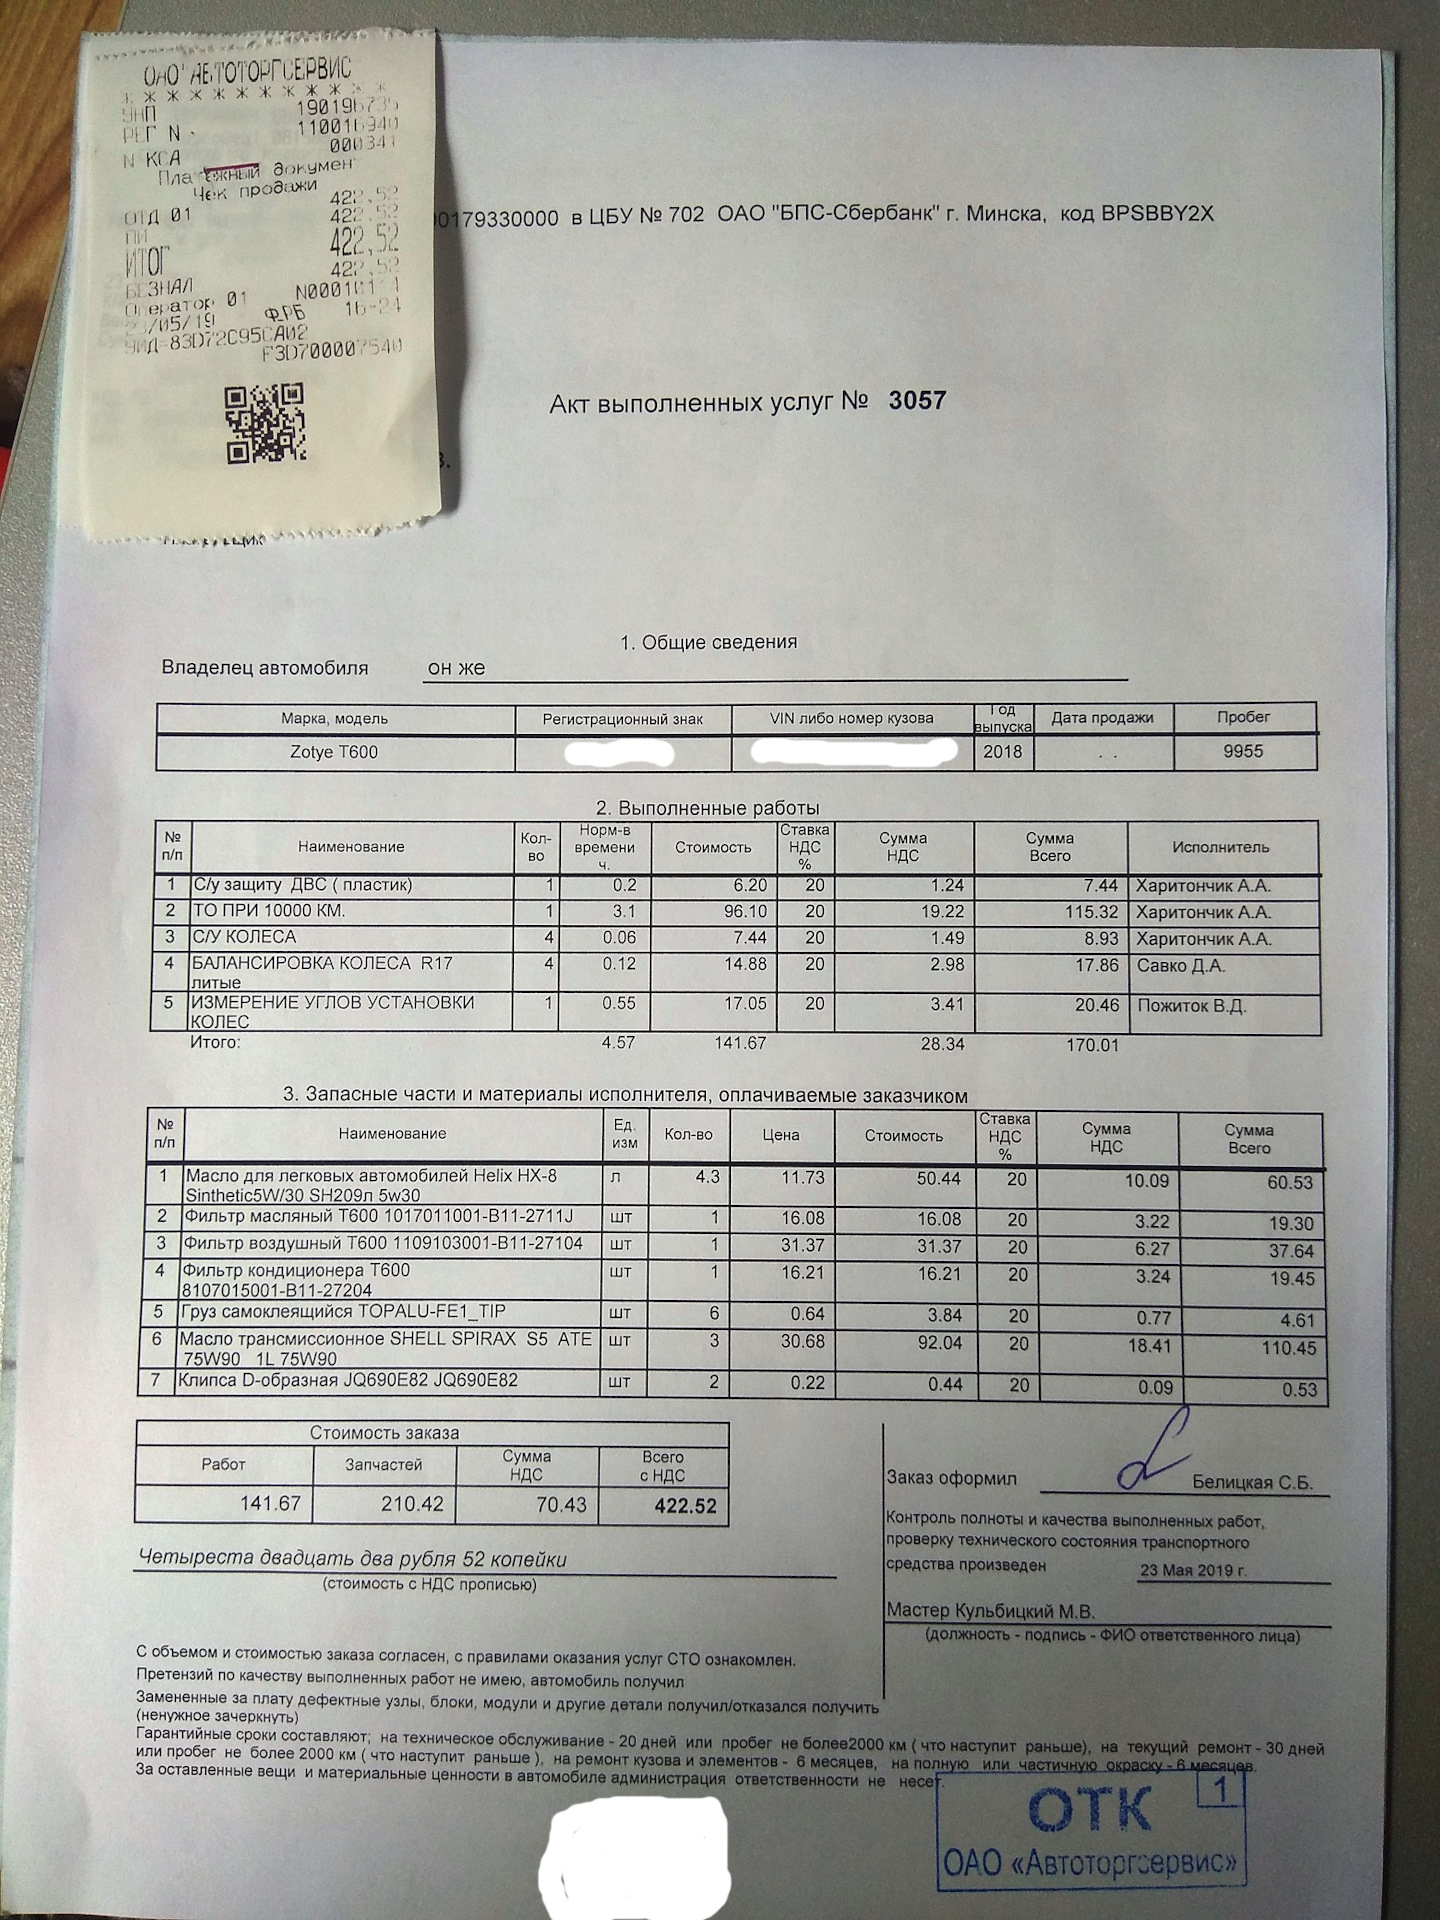 ОАО "АВТОТОРГСЕРВИС
* * * * * * * * * * * *
УНП 190196735
РЕГ N 110016940
N КСА 000341
Платежный докумен
Чек продажи
422,52
ОТД 01 422,52
ПИ
ИТОГ 422,52
БЕЗНАЛ 422,52
Оператор 01
/05/19 ФРБ 16-24
УИД=83D72C95CA02
F3D700007540
00179330000 в ЦБУ № 702 ОАО "БПС-Сбербанк" г. Минска, код BPSBBY2X
Акт выполненных услуг № 3057
1. Общие сведения
Владелец автомобиля он же
Марка, модель Регистрационный знак VIN либо номер кузова Год выпуска Дата продажи Пробег
Zotye T600 2018 . . 9955
2. Выполненные работы
№ п/п Наименование Кол-во Норм-в времени ч. Стоимость Ставка НДС % Сумма НДС Сумма Всего Исполнитель
1 С/у защиту ДВС ( пластик) 1 0.2 6.20 20 1.24 7.44 Харитончик А.А.
2 ТО ПРИ 10000 КМ. 1 3.1 96.10 20 19.22 115.32 Харитончик А.А.
3 С/У КОЛЕСА 4 0.06 7.44 20 1.49 8.93 Харитончик А.А.
4 БАЛАНСИРОВКА КОЛЕСА R17 4 0.12 14.88 20 2.98 17.86 Савко Д.А.
литые
5 ИЗМЕРЕНИЕ УГЛОВ УСТАНОВКИ 1 0.55 17.05 20 3.41 20.46 Пожиток В.Д.
КОЛЕС
Итого: 4.57 141.67 28.34 170.01
3. Запасные части и материалы исполнителя, оплачиваемые заказчиком
№ п/п Наименование Ед. изм Кол-во Цена Стоимость Ставка НДС % Сумма НДС Сумма Всего
1 Масло для легковых автомобилей Helix HX-8 л 4.3 11.73 50.44 20 10.09 60.53
Sinthetic5W/30 SH209л 5w30
2 Фильтр масляный T600 1017011001-B11-2711J шт 1 16.08 16.08 20 3.22 19.30
3 Фильтр воздушный T600 1109103001-B11-27104 шт 1 31.37 31.37 20 6.27 37.64
4 Фильтр кондиционера T600 шт 1 16.21 16.21 20 3.24 19.45
8107015001-B11-27204
5 Груз самоклеящийся TOPALU-FE1_TIP шт 6 0.64 3.84 20 0.77 4.61
6 Масло трансмиссионное SHELL SPIRAX S5 ATE шт 3 30.68 92.04 20 18.41 110.45
75W90 1L 75W90
7 Клипса D-образная JQ690E82 JQ690E82 шт 2 0.22 0.44 20 0.09 0.53
Стоимость заказа
Работ Запчастей Сумма НДС Всего с НДС
141.67 210.42 70.43 422.52
Четыреста двадцать два рубля 52 копейки
(стоимость с НДС прописью)
Заказ оформил Белицкая С.Б.
Контроль полноты и качества выполненных работ,
проверку технического состояния транспортного
средства произведен 23 Мая 2019 г.
Мастер Кульбицкий М.В.
(должность - подпись - ФИО ответственного лица)
С объемом и стоимостью заказа согласен, с правилами оказания услуг СТО ознакомлен.
Претензий по качеству выполненных работ не имею, автомобиль получил
Замененные за плату дефектные узлы, блоки, модули и другие детали получил/отказался получить
(ненужное зачеркнуть)
Гарантийные сроки составляют; на техническое обслуживание - 20 дней или пробег не более2000 км ( что наступит раньше), на текущий ремонт - 30 дней
или пробег не более 2000 км ( что наступит раньше ), на ремонт кузова и элементов - 6 месяцев, на полную или частичную окраску - 6 месяцев.
За оставленные вещи и материальные ценности в автомобиле администрация ответственности не несет.
ОТК 1
ОАО «Автоторгсервис»